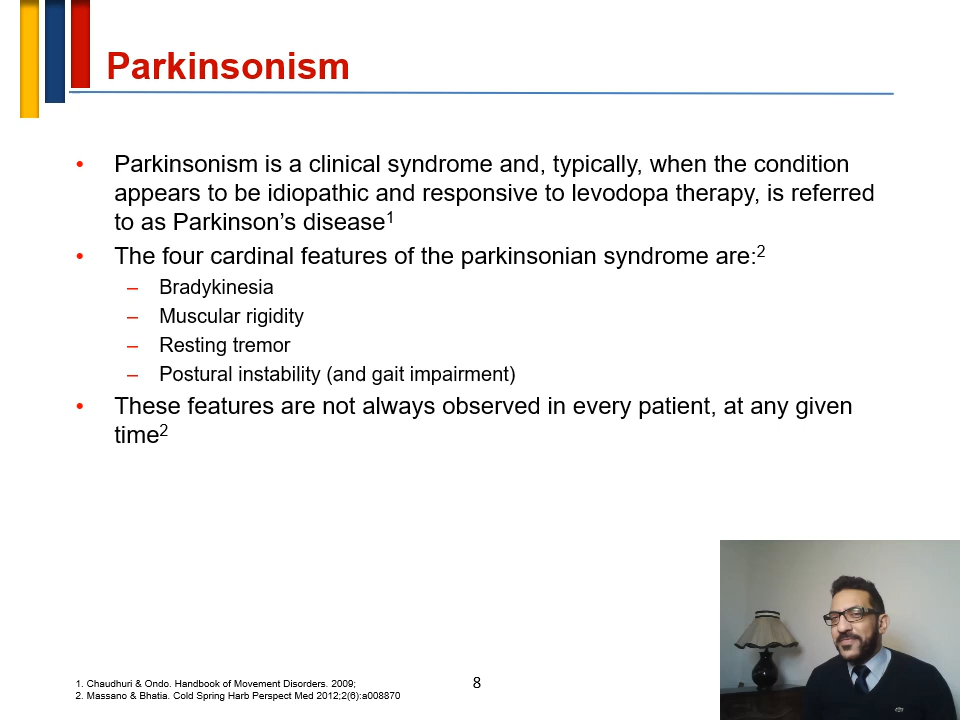 Parkinsonism
• Parkinsonism is a clinical syndrome and, typically, when the condition
appears to be idiopathic and responsive to levodopa therapy, is referred
to as Parkinson’s disease1
• The four cardinal features of the parkinsonian syndrome are:2
– Bradykinesia
– Muscular rigidity
– Resting tremor
– Postural instability (and gait impairment)
• These features are not always observed in every patient, at any given
time2
1. Chaudhuri & Ondo. Handbook of Movement Disorders. 2009;
2. Massano & Bhatia. Cold Spring Harb Perspect Med 2012;2(6):a008870
8